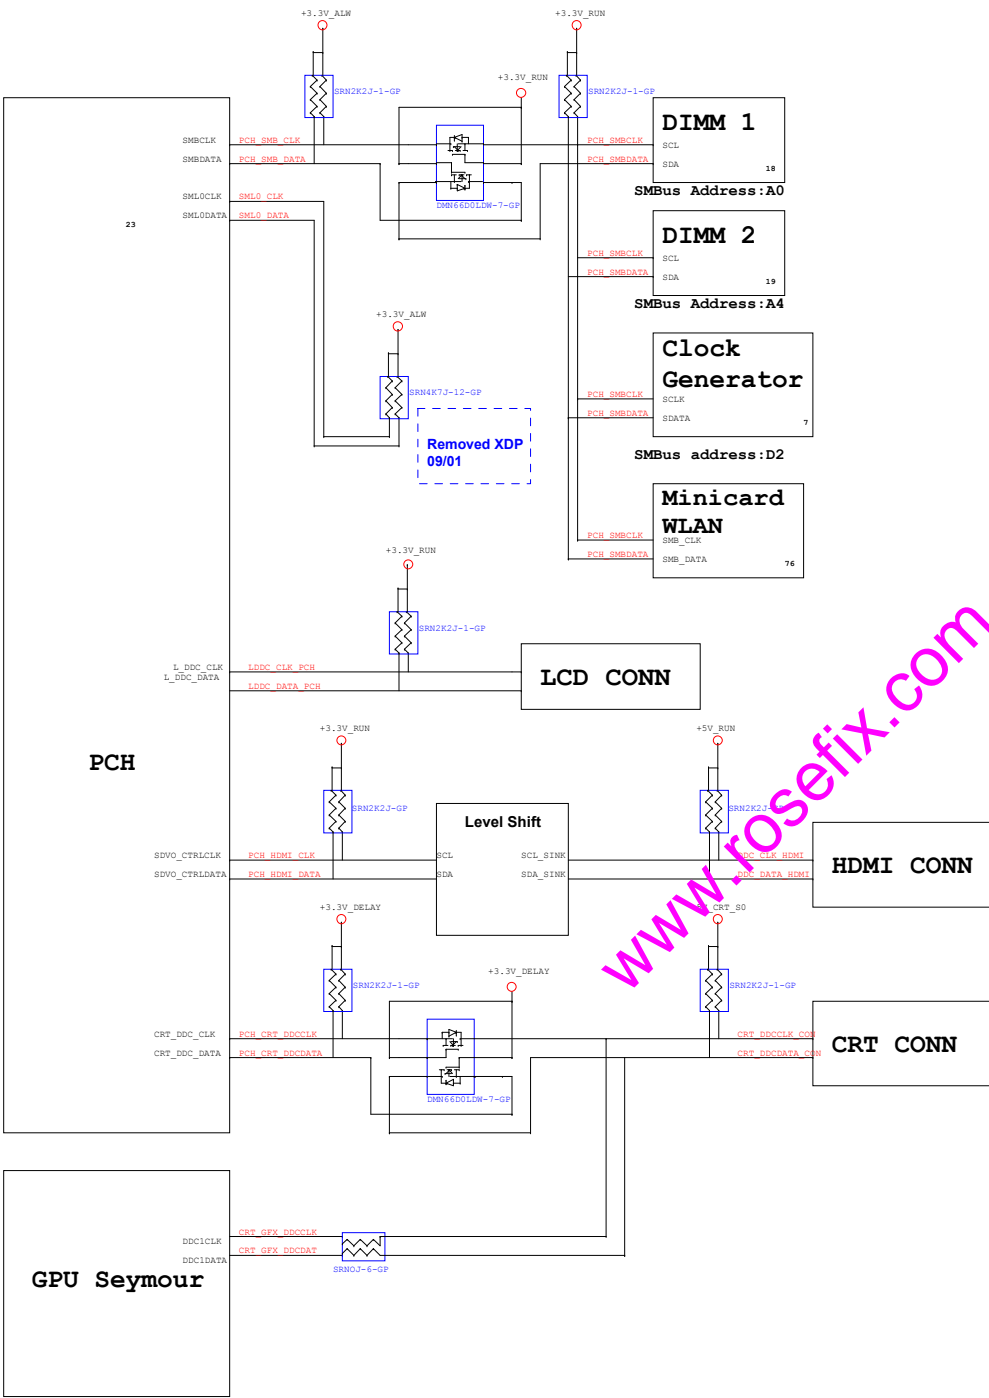 +3.3V_ALW
+3.3V_RUN
SRN2K2J-1-GP
+3.3V_RUN
SRN2K2J-1-GP
SMBCLK
PCH_SMB_CLK
SMBDATA
PCH_SMB_DATA
SML0CLK
SML0_CLK
SML0DATA
SML0_DATA
23
DMN66D0LDW-7-GP
PCH_SMBCLK
PCH_SMBDATA
DIMM 1
SCL
SDA
18
SMBus Address:A0
PCH_SMBCLK
PCH_SMBDATA
DIMM 2
SCL
SDA
19
SMBus Address:A4
+3.3V_ALW
SRN4K7J-12-GP
Removed XDP
09/01
PCH_SMBCLK
PCH_SMBDATA
Clock
Generator
SCLK
SDATA
7
SMBus address:D2
PCH_SMBCLK
PCH_SMBDATA
Minicard
WLAN
SMB_CLK
SMB_DATA
76
+3.3V_RUN
SRN2K2J-1-GP
L_DDC_CLK
L_DDC_DATA
LDDC_CLK_PCH
LDDC_DATA_PCH
LCD CONN
PCH
+3.3V_RUN
SRN2K2J-GP
+5V_RUN
Level Shift
SDVO_CTRLCLK
PCH_HDMI_CLK
SCL
SCL_SINK
DDC_CLK_HDMI
SDVO_CTRLDATA
PCH_HDMI_DATA
SDA
SDA_SINK
DDC_DATA_HDMI
HDMI CONN
+3.3V_DELAY
SRN2K2J-1-GP
+3.3V_DELAY
SRN2K2J-1-GP
CRT_DDC_CLK
PCH_CRT_DDCCLK
CRT_DDCCLK_CON
CRT_DDC_DATA
PCH_CRT_DDCDATA
CRT_DDCDATA_CON
DMN66D0LDW-7-GP
CRT CONN
www.rosefix.com
DDC1CLK
CRT_GFX_DDCCLK
DDC1DATA
CRT_GFX_DDCDAT
SRN0J-6-GP
GPU Seymour